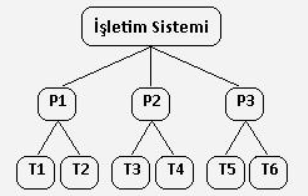 İşletim Sistemi
P1 P2 P3
T1 T2 T3 T4 T5 T6